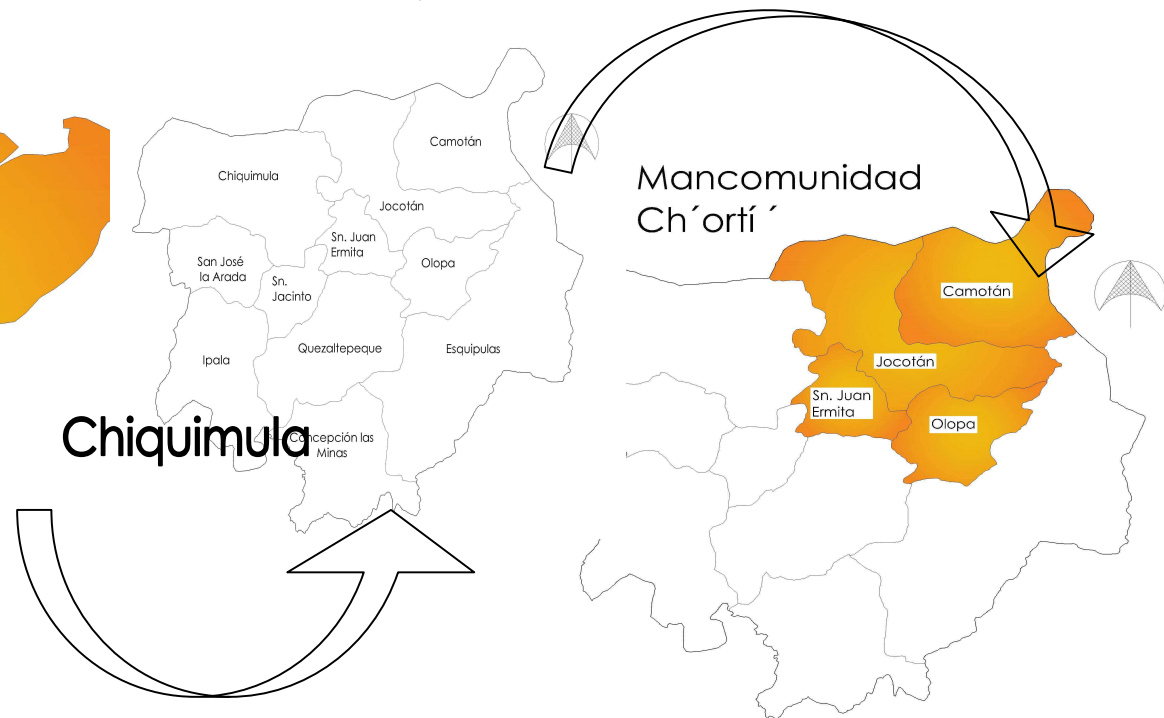 Camotán
Chiquimula
Jocotán
Sn. Juan
Ermita
San José
la Arada
Olopa
Sn.
Jacinto
Quezaltepeque
Esquipulas
Ipala
Concepción las
Minas
Chiquimula
Mancomunidad
Ch´ortí ´
Camotán
Jocotán
Sn. Juan
Ermita
Olopa